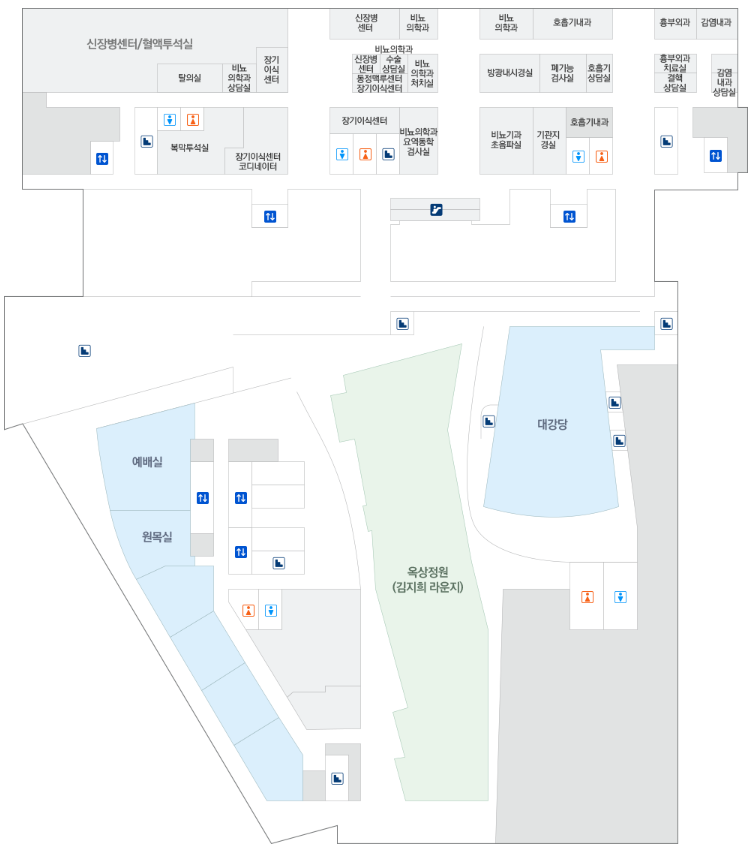 신장병센터/혈액투석실
탈의실
비뇨
의학과
상담실
장기
이식
센터
신장병
센터
비뇨
의학과
비뇨의학과
신장병
센터
수술
상담실
동정맥루센터
장기이식센터
비뇨
의학과
처치실
비뇨
의학과
호흡기내과
방광내시경실
폐기능
검사실
호흡기
상담실
흉부외과
감염내과
흉부외과
치료실
결핵
상담실
감염
내과
상담실
복막투석실
장기이식센터
코디네이터
장기이식센터
비뇨의학과
요역동학
검사실
비뇨기과
초음파실
기관지
경실
호흡기내과
대강당
예배실
원목실
옥상정원
(김지희 라운지)